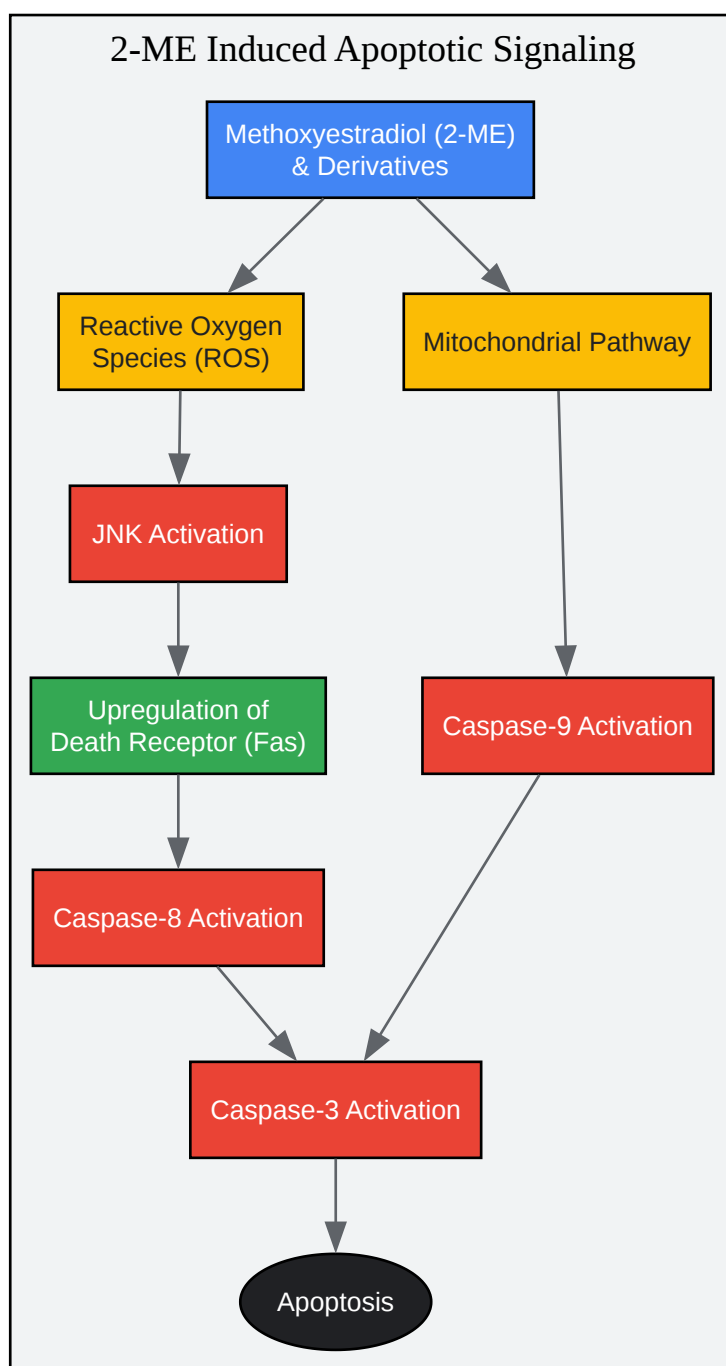 2-ME Induced Apoptotic Signaling
Methoxyestradiol (2-ME)
& Derivatives
Reactive Oxygen
Species (ROS)
Mitochondrial Pathway
JNK Activation
Upregulation of
Death Receptor (Fas)
Caspase-9 Activation
Caspase-8 Activation
Caspase-3 Activation
Apoptosis